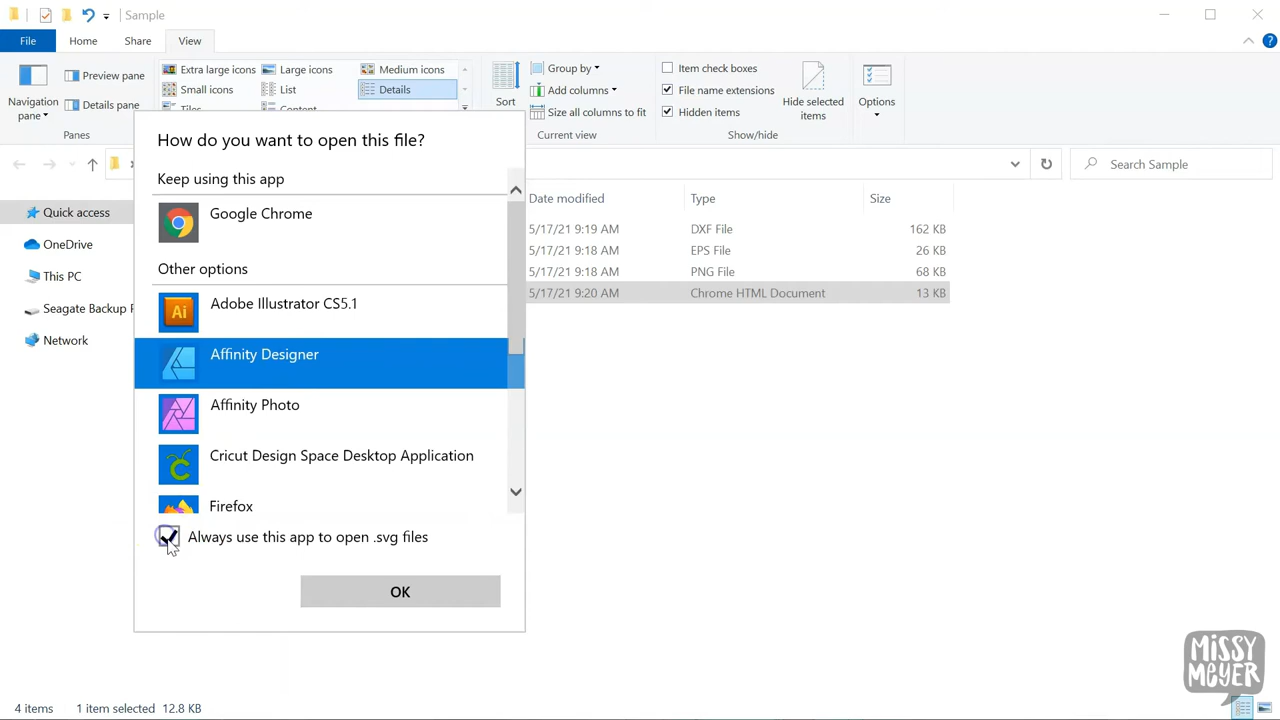 Sample
File
Home
Share
View
Navigation pane
Preview pane
Details pane
Panes
Extra large icons
Large icons
Medium icons
Small icons
List
Details
Tiles
Content
Sort
Group by
Add columns
Size all columns to fit
Current view
Item check boxes
File name extensions
Hidden items
Hide selected items
Show/hide
Options
Search Sample
Quick access
OneDrive
This PC
Seagate Backup
Network
Date modified Type Size
5/17/21 9:19 AM DXF File 162 KB
5/17/21 9:18 AM EPS File 26 KB
5/17/21 9:18 AM PNG File 68 KB
5/17/21 9:20 AM Chrome HTML Document 13 KB
How do you want to open this file?
Keep using this app
Google Chrome
Other options
Ai
Adobe Illustrator CS5.1
Affinity Designer
Affinity Photo
Cricut Design Space Desktop Application
Firefox
Always use this app to open .svg files
OK
4 items 1 item selected 12.8 KB
MISSY
MEYER